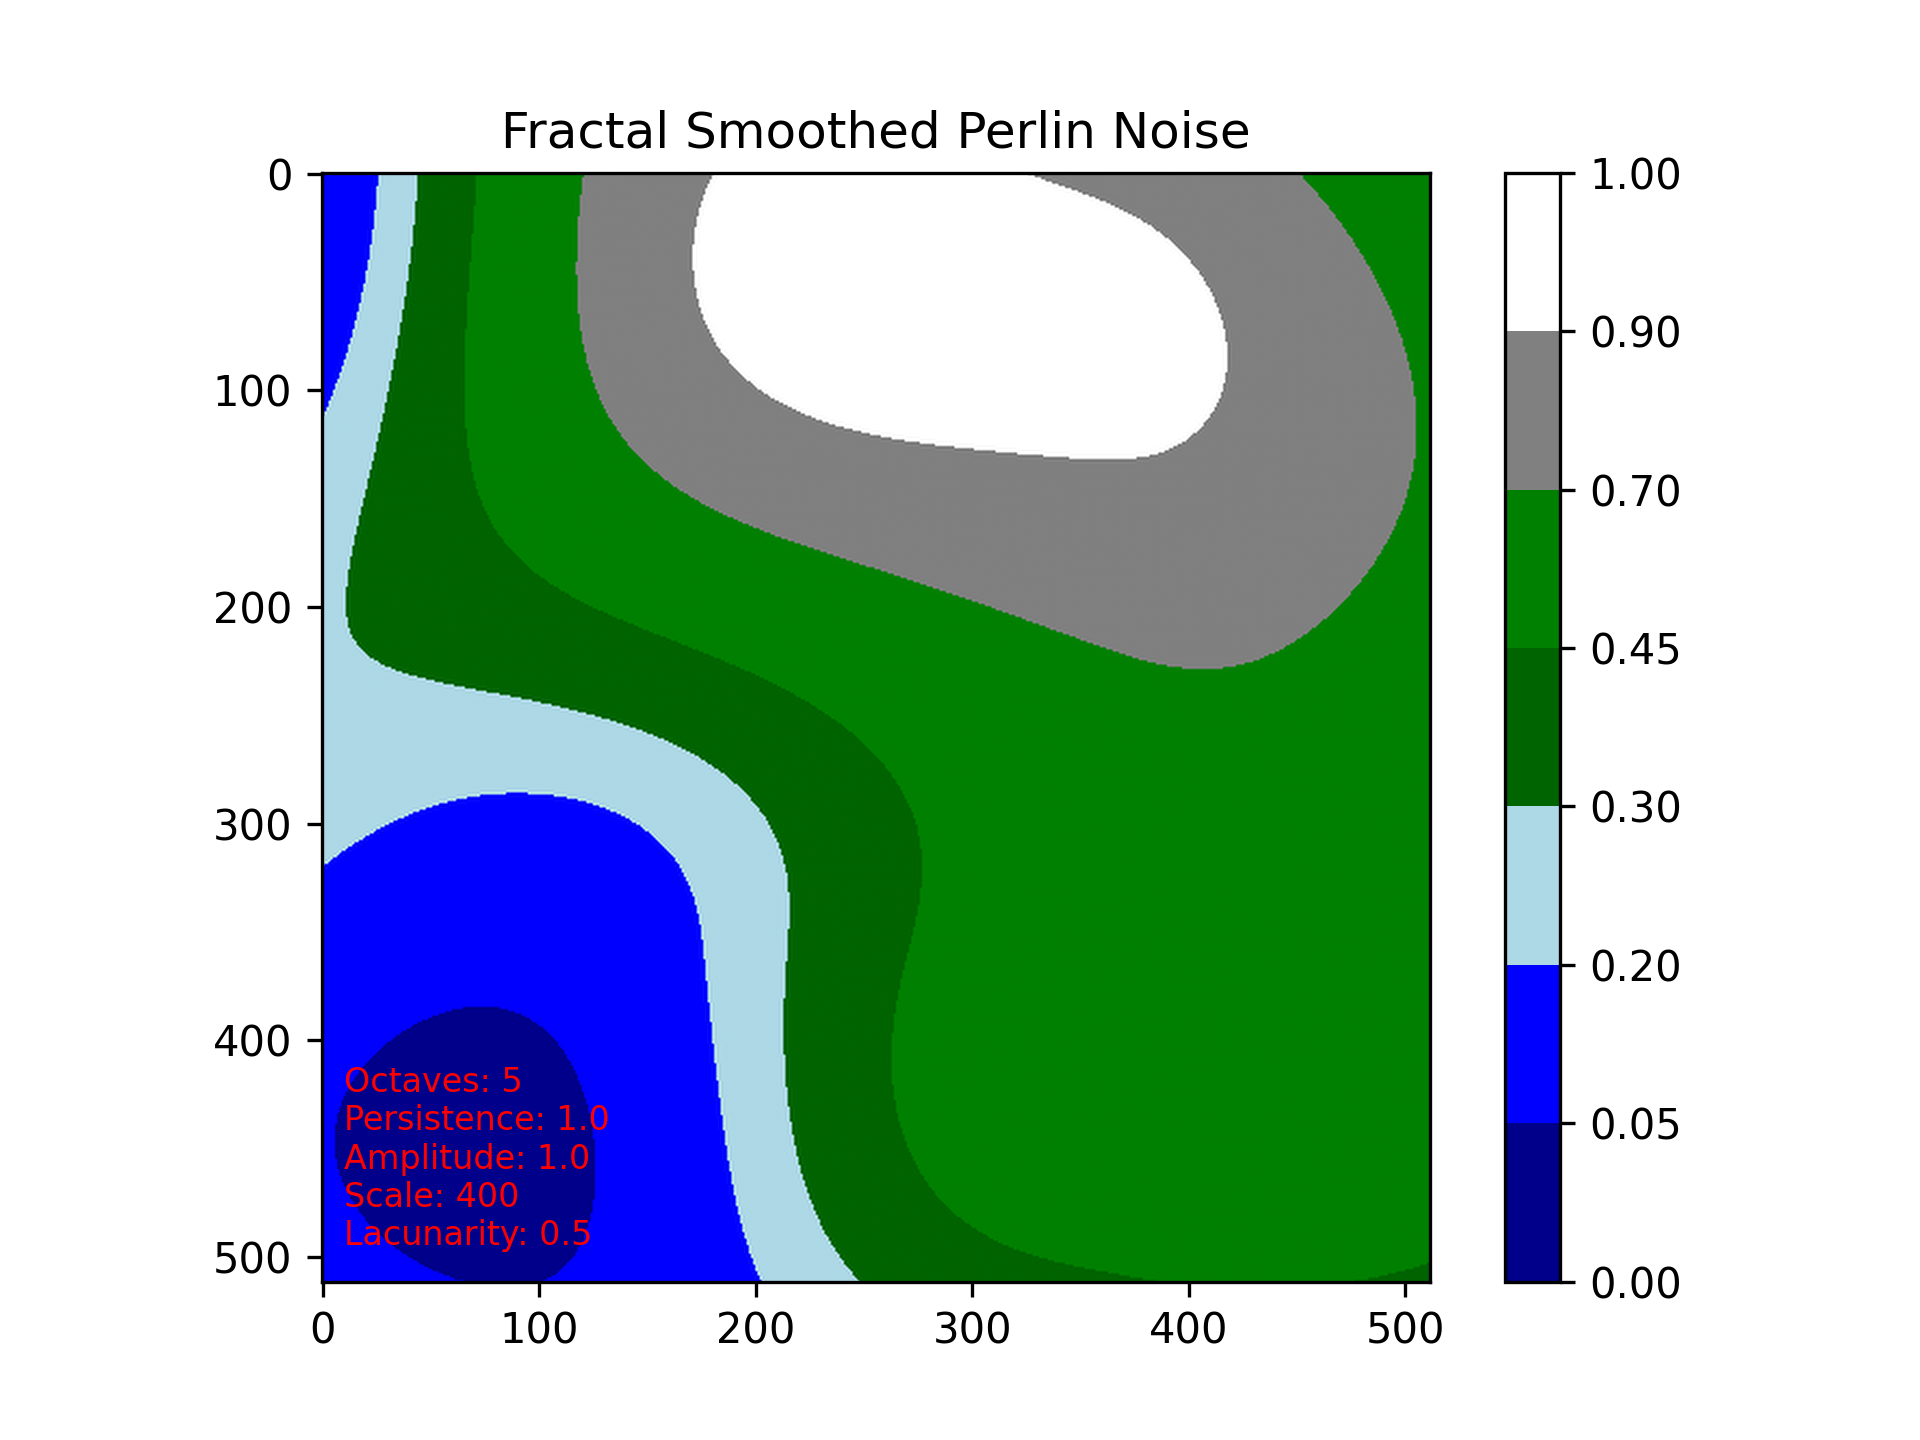 Fractal Smoothed Perlin Noise
0
100
200
300
400
500
0 100 200 300 400 500
Octaves: 5
Persistence: 1.0
Amplitude: 1.0
Scale: 400
Lacunarity: 0.5
1.00
0.90
0.70
0.45
0.30
0.20
0.05
0.00